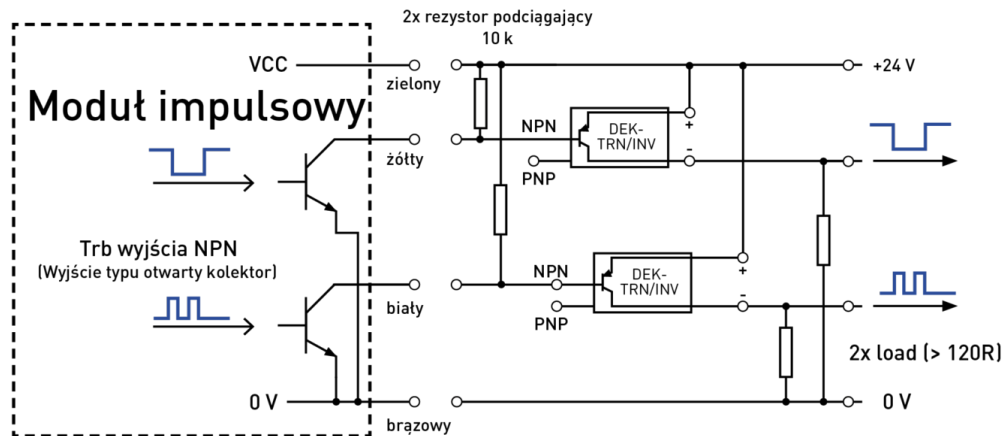 2x rezystor podciągający
10 k
VCC
zielony
+24 V
Moduł impulsowy
NPN
DEK-
TRN/INV
+
-
żółty
PNP
Trb wyjścia NPN
(Wyjście typu otwarty kolektor)
NPN
DEK-
TRN/INV
+
-
biały
PNP
2x load (> 120R)
0 V
0 V
brązowy